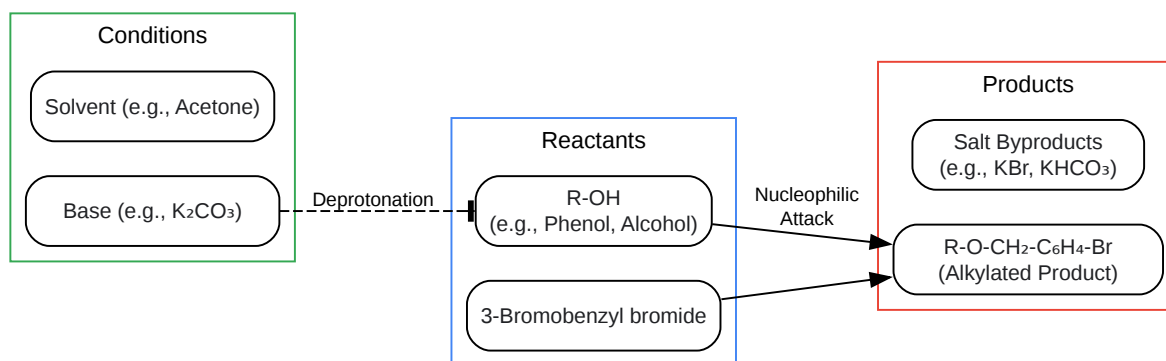 Conditions
Solvent (e.g., Acetone)
Base (e.g., K₂CO₃)
Deprotonation
Reactants
R-OH
(e.g., Phenol, Alcohol)
3-Bromobenzyl bromide
Nucleophilic
Attack
Products
Salt Byproducts
(e.g., KBr, KHCO₃)
R-O-CH₂-C₆H₄-Br
(Alkylated Product)